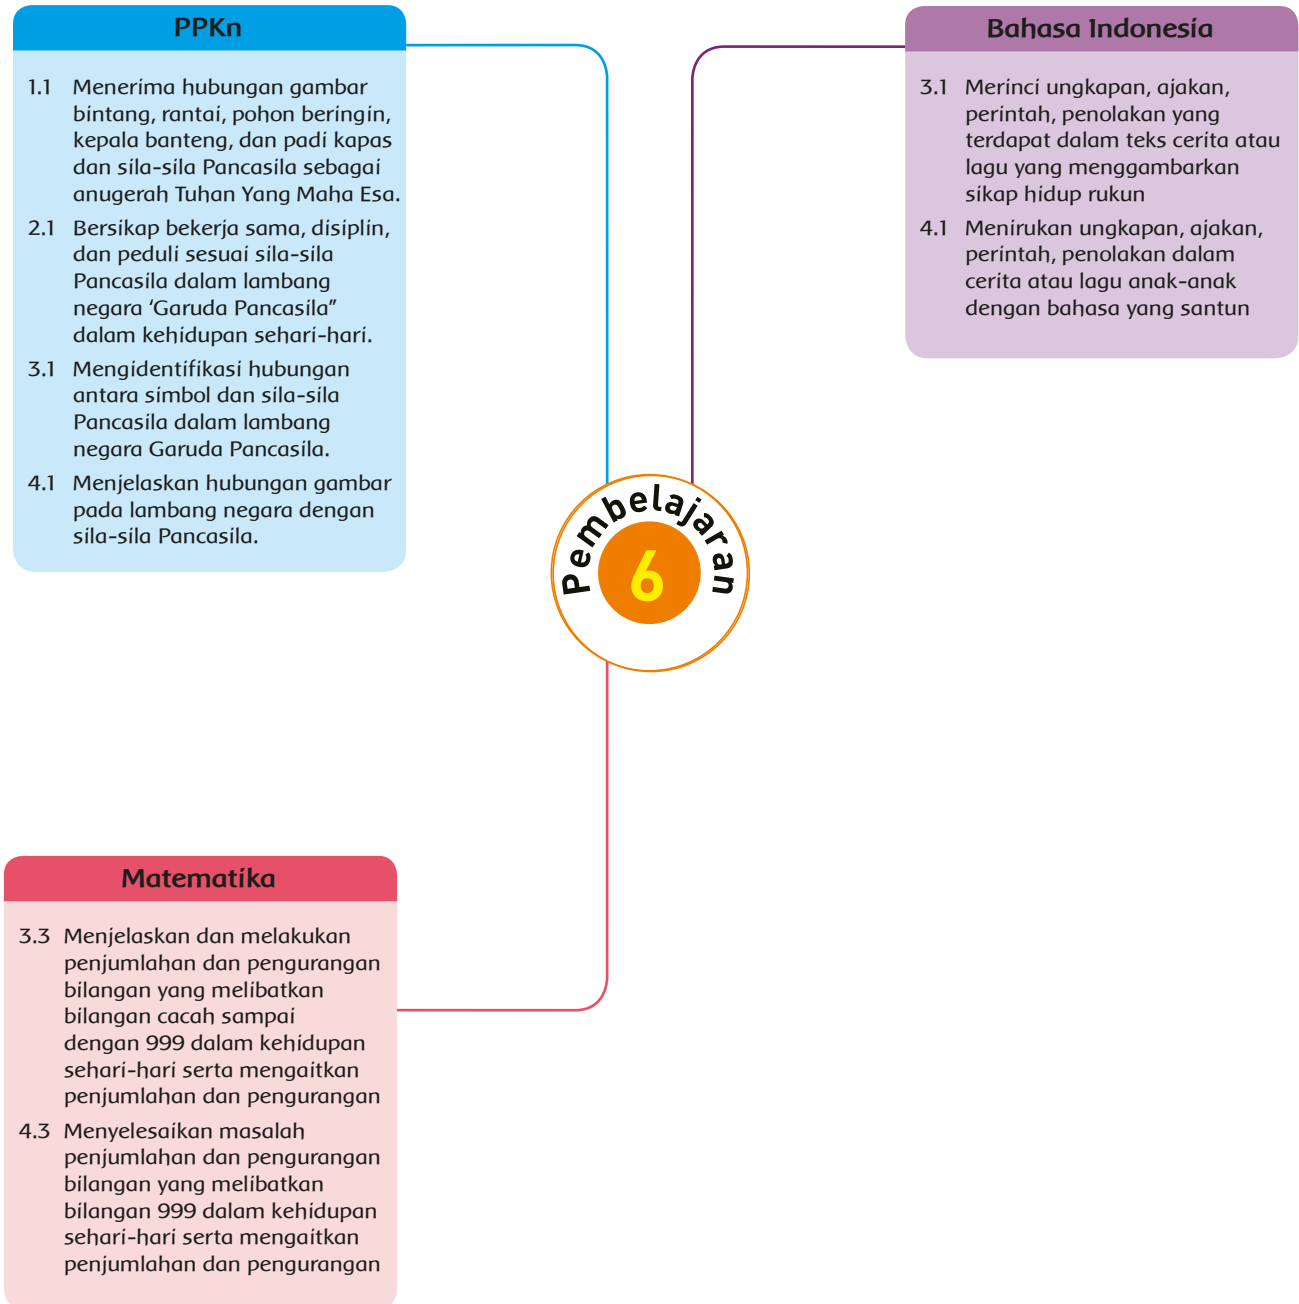 PPKn
1.1 Menerima hubungan gambar
bintang, rantai, pohon beringin,
kepala banteng, dan padi kapas
dan sila-sila Pancasila sebagai
anugerah Tuhan Yang Maha Esa.
2.1 Bersikap bekerja sama, disiplin,
dan peduli sesuai sila-sila
Pancasila dalam lambang
negara ‘Garuda Pancasila”
dalam kehidupan sehari-hari.
3.1 Mengidentifikasi hubungan
antara simbol dan sila-sila
Pancasila dalam lambang
negara Garuda Pancasila.
4.1 Menjelaskan hubungan gambar
pada lambang negara dengan
sila-sila Pancasila.
Bahasa Indonesia
3.1 Merinci ungkapan, ajakan,
perintah, penolakan yang
terdapat dalam teks cerita atau
lagu yang menggambarkan
sikap hidup rukun
4.1 Menirukan ungkapan, ajakan,
perintah, penolakan dalam
cerita atau lagu anak-anak
dengan bahasa yang santun
Pembelajaran
6
Matematika
3.3 Menjelaskan dan melakukan
penjumlahan dan pengurangan
bilangan yang melibatkan
bilangan cacah sampai
dengan 999 dalam kehidupan
sehari-hari serta mengaitkan
penjumlahan dan pengurangan
4.3 Menyelesaikan masalah
penjumlahan dan pengurangan
bilangan yang melibatkan
bilangan 999 dalam kehidupan
sehari-hari serta mengaitkan
penjumlahan dan pengurangan